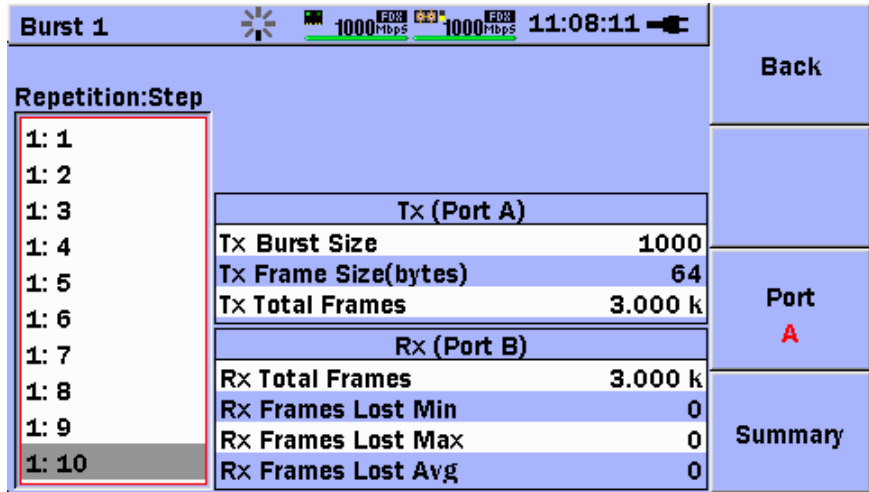 Burst 1 1000 FDX Mbps 1000 FDX Mbps 11:08:11
Back
Repetition:Step
1: 1
1: 2
1: 3
1: 4
1: 5
1: 6
1: 7
1: 8
1: 9
1: 10
Tx (Port A)
Tx Burst Size 1000
Tx Frame Size(bytes) 64
Tx Total Frames 3.000 k
Rx (Port B)
Rx Total Frames 3.000 k
Rx Frames Lost Min 0
Rx Frames Lost Max 0
Rx Frames Lost Avg 0
Port
A
Summary